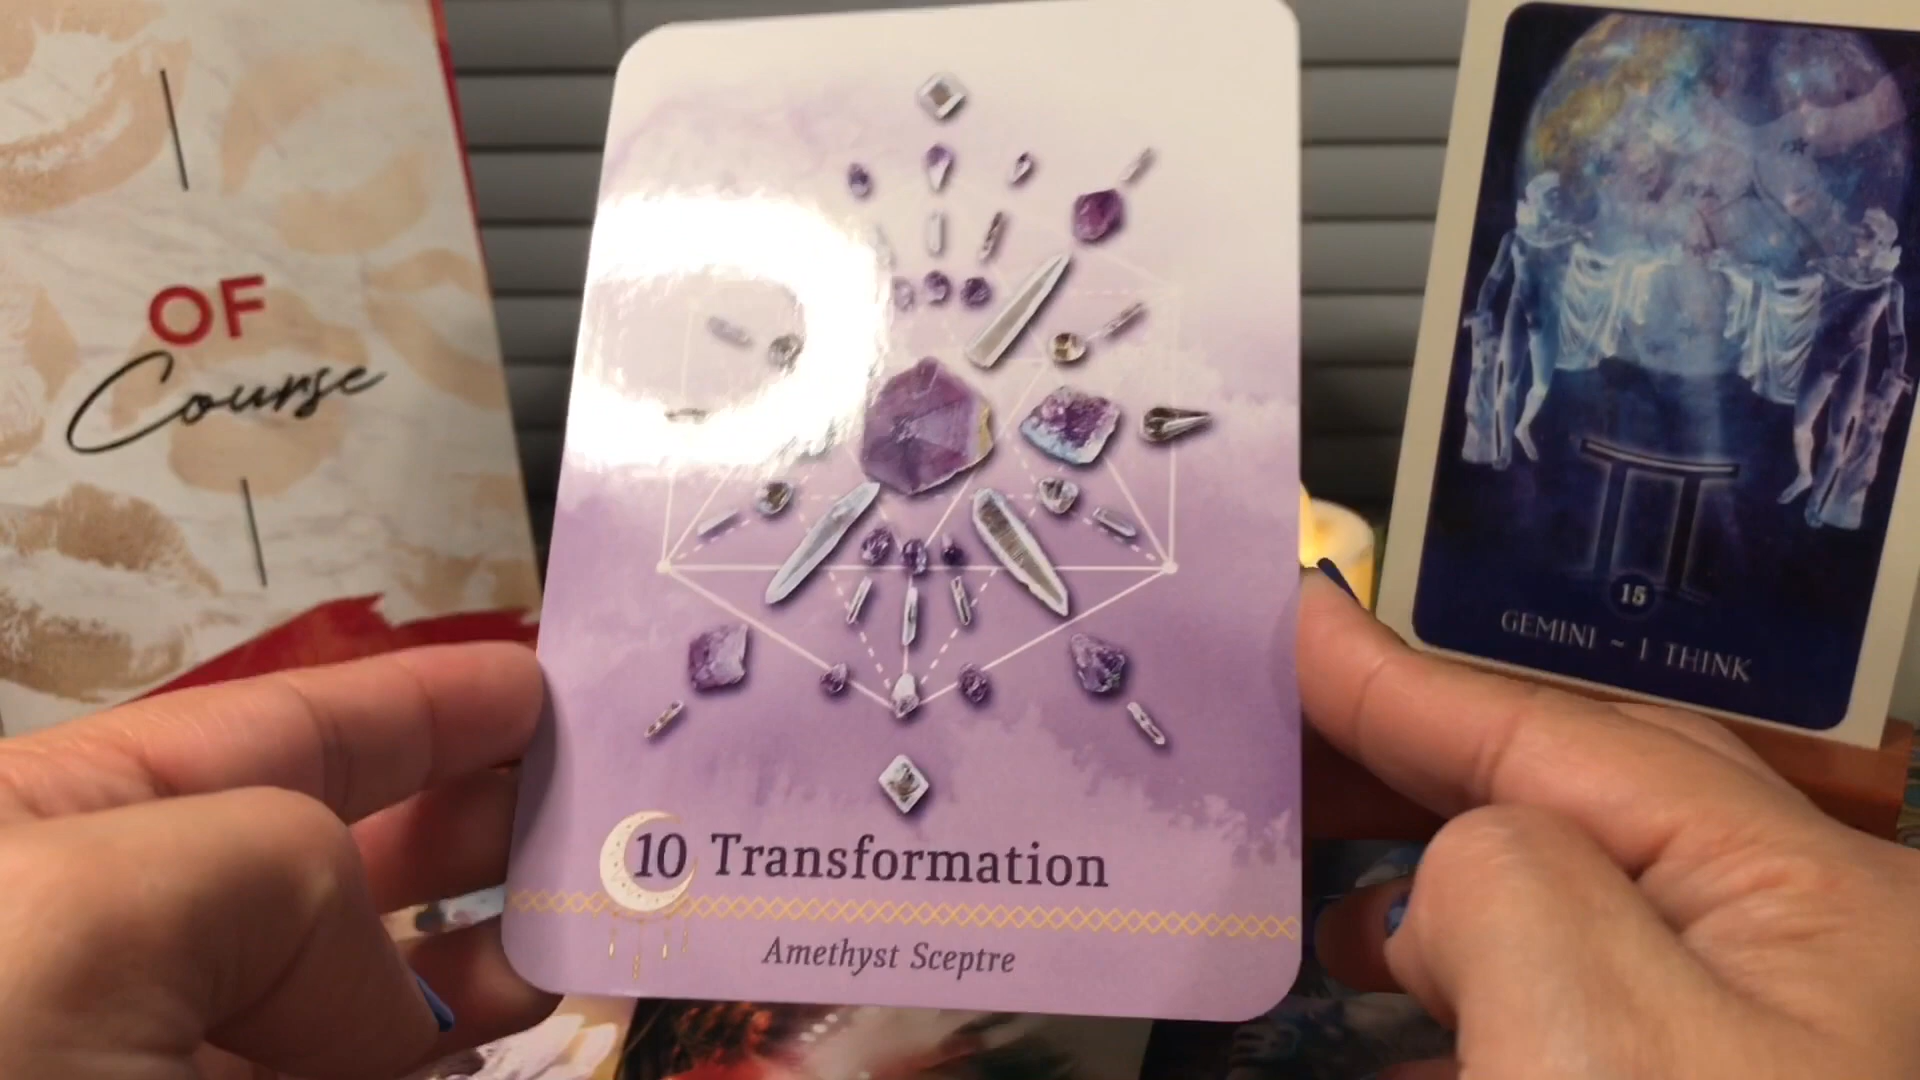 OF
Course
10 Transformation
Amethyst Sceptre
15
GEMINI ~ I THINK